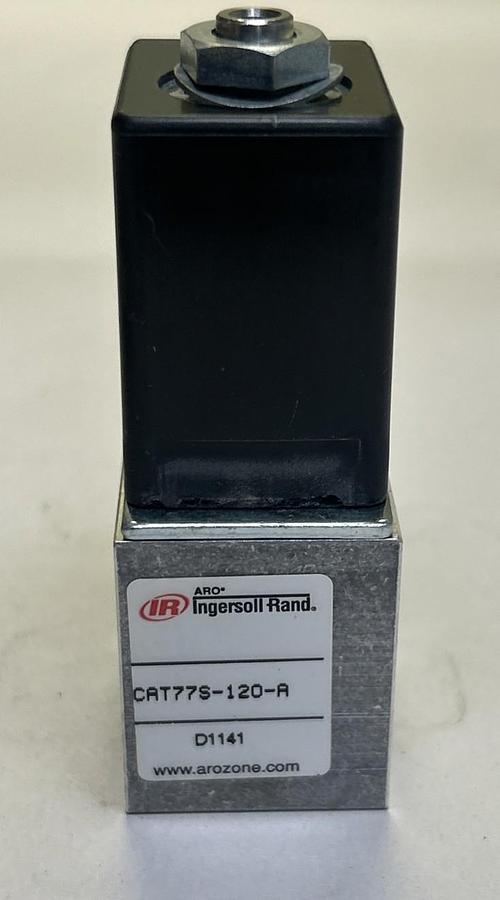 ARO®
IR Ingersoll Rand®
CAT77S-120-A
D1141
www.arozone.com